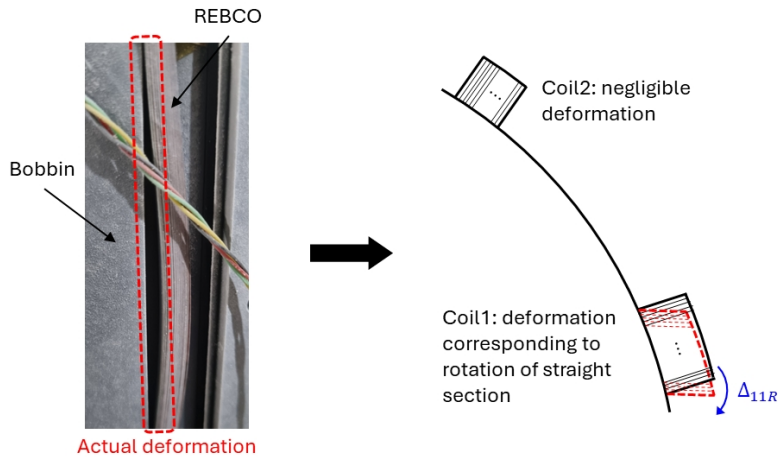 REBCO
Bobbin
Actual deformation
Coil2: negligible
deformation
...
Coil1: deformation
corresponding to
rotation of straight
section
...
Δ₁₁R